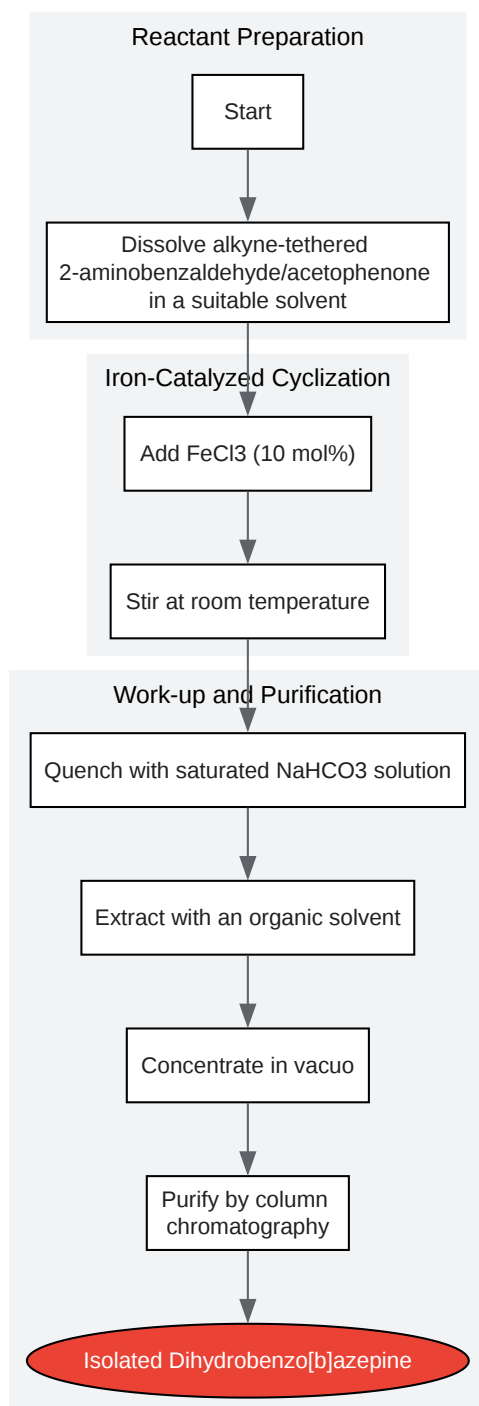 Reactant Preparation
Start
Dissolve alkyne-tethered
2-aminobenzaldehyde/acetophenone
in a suitable solvent
Iron-Catalyzed Cyclization
Add FeCl3 (10 mol%)
Stir at room temperature
Work-up and Purification
Quench with saturated NaHCO3 solution
Extract with an organic solvent
Concentrate in vacuo
Purify by column
chromatography
Isolated Dihydrobenzo[b]azepine